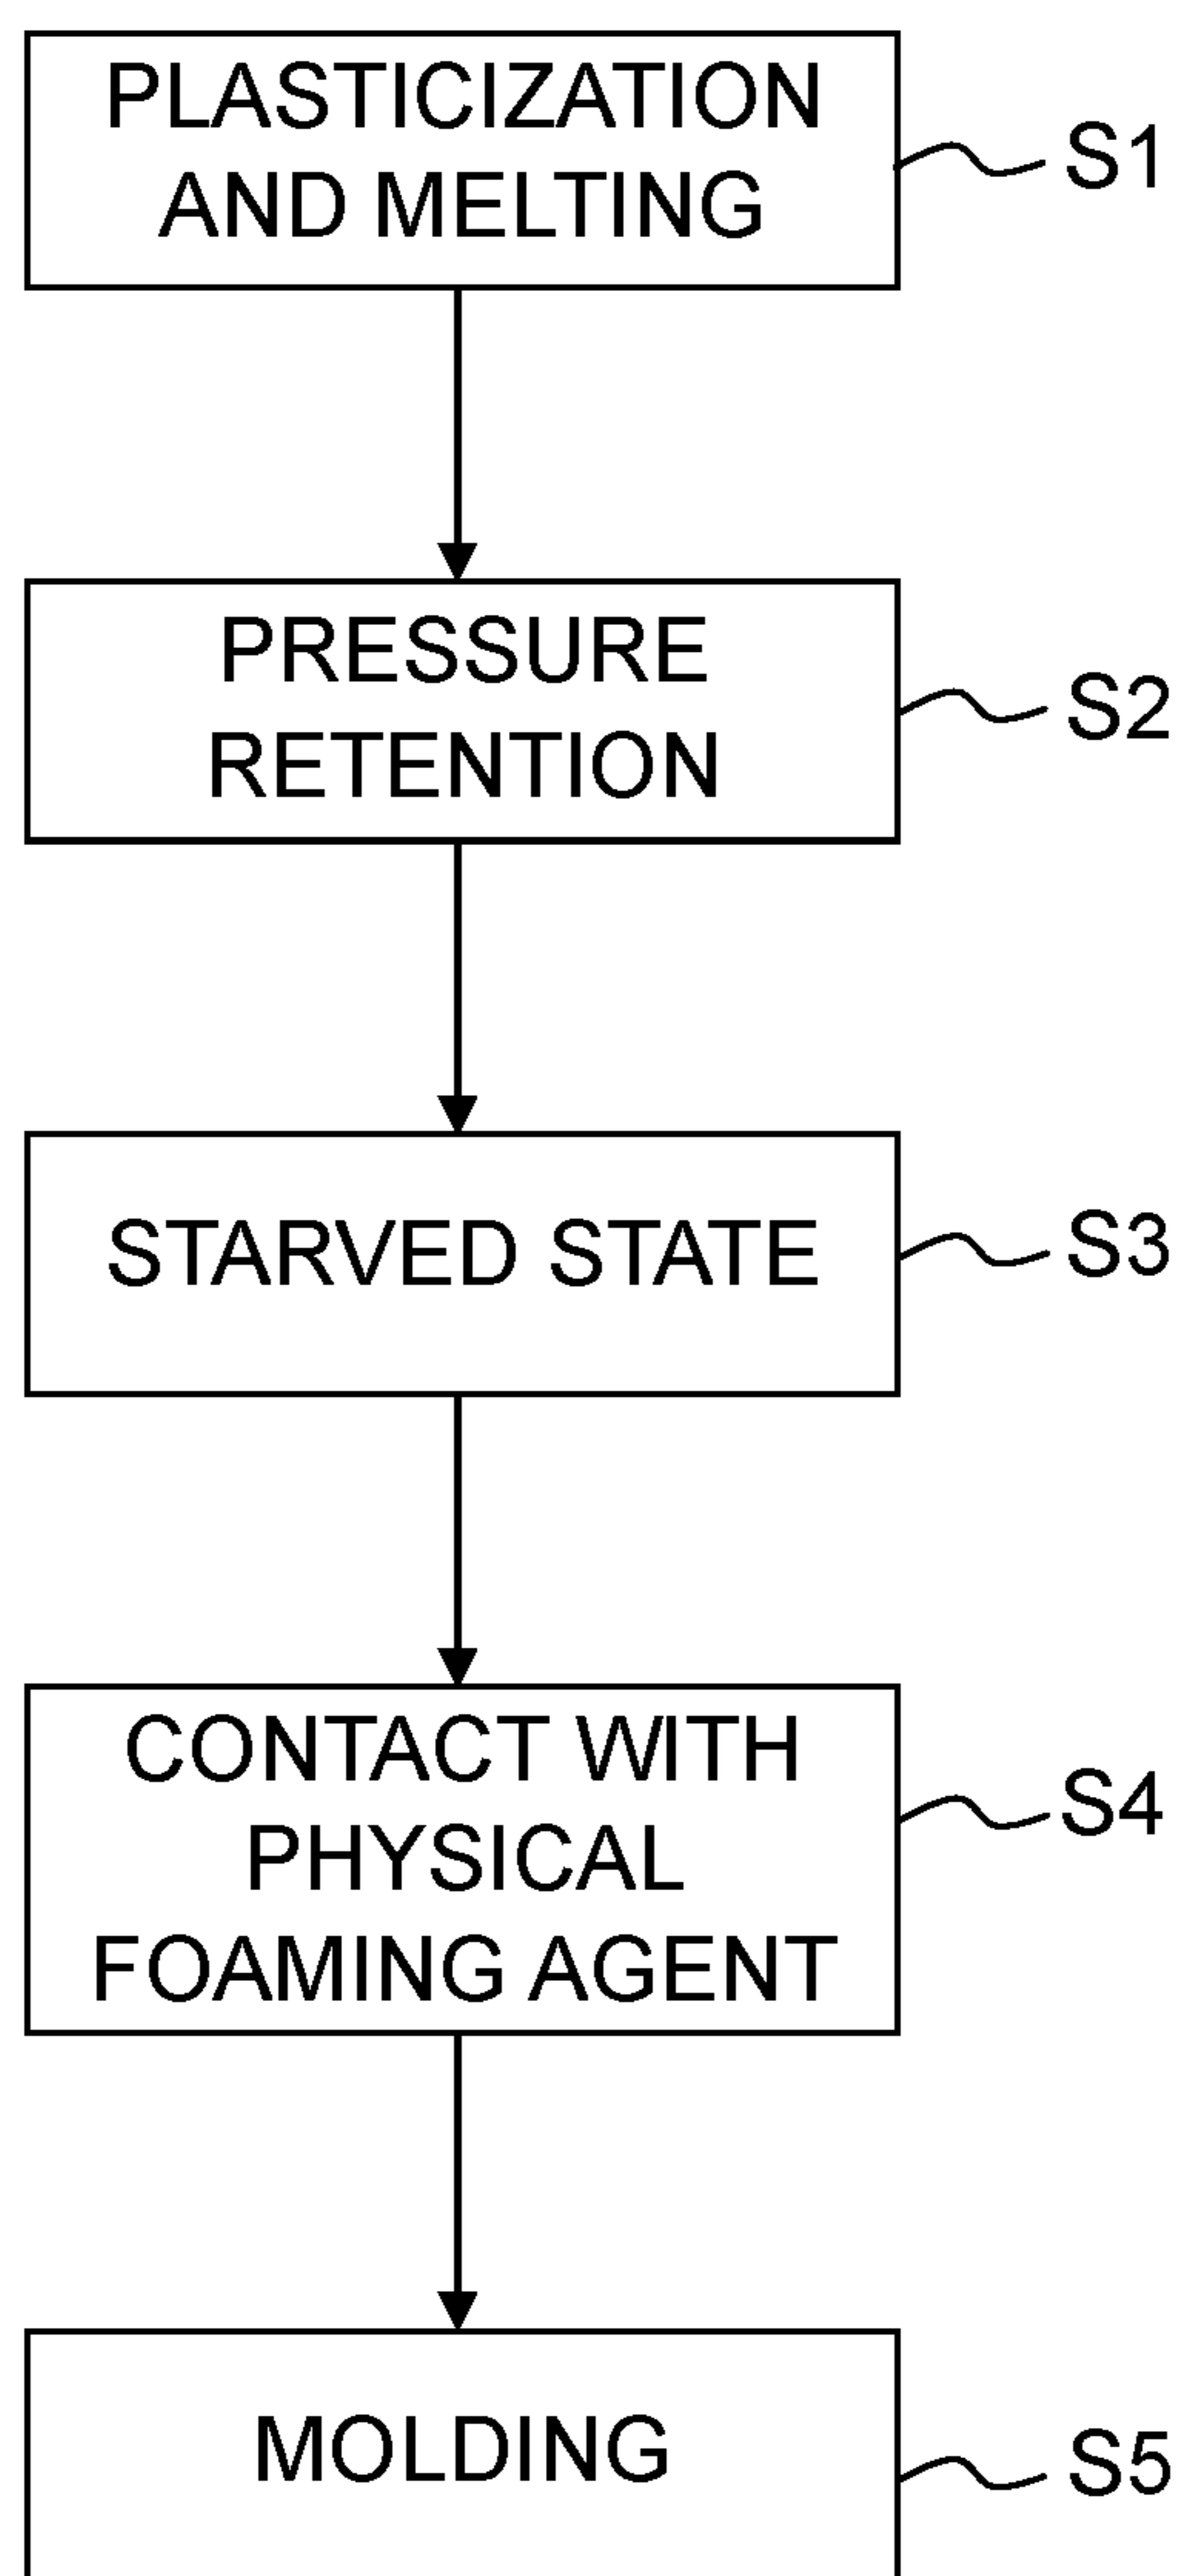 PLASTICIZATION
AND MELTING
S1
PRESSURE
RETENTION
S2
STARVED STATE
S3
CONTACT WITH
PHYSICAL
FOAMING AGENT
S4
MOLDING
S5